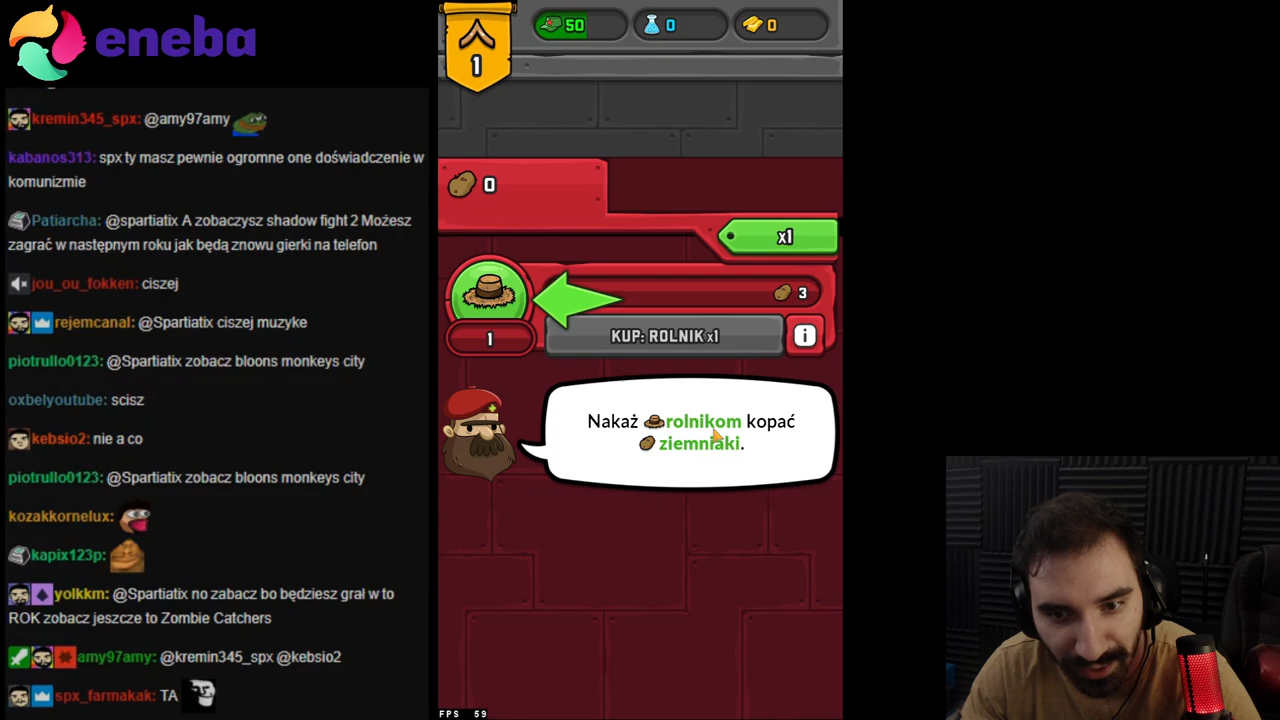 eneba
kremin345_spx: @amy97amy
kabanos313: spx ty masz pewnie ogromne one doświadczenie w
komunizmie
Patiarcha: @spartiatix A zobaczysz shadow fight 2 Możesz
zagrać w następnym roku jak będą znowu gierki na telefon
jou_ou_fokken: ciszej
rejemcanal: @Spartiatix ciszej muzyke
piotrullo0123: @Spartiatix zobacz bloons monkeys city
oxbelyoutube: scisz
kebsio2: nie a co
piotrullo0123: @Spartiatix zobacz bloons monkeys city
kozakkornelux:
kapix123p:
yolkkm: @Spartiatix no zabacz bo będziesz grał w to
ROK zobacz jeszcze to Zombie Catchers
amy97amy: @kremin345_spx @kebsio2
spx_farmakak: TA
1
50
0
0
0
x1
3
1
KUP: ROLNIK x1
i
Nakaż rolnikom kopać
ziemniaki.
FPS 59